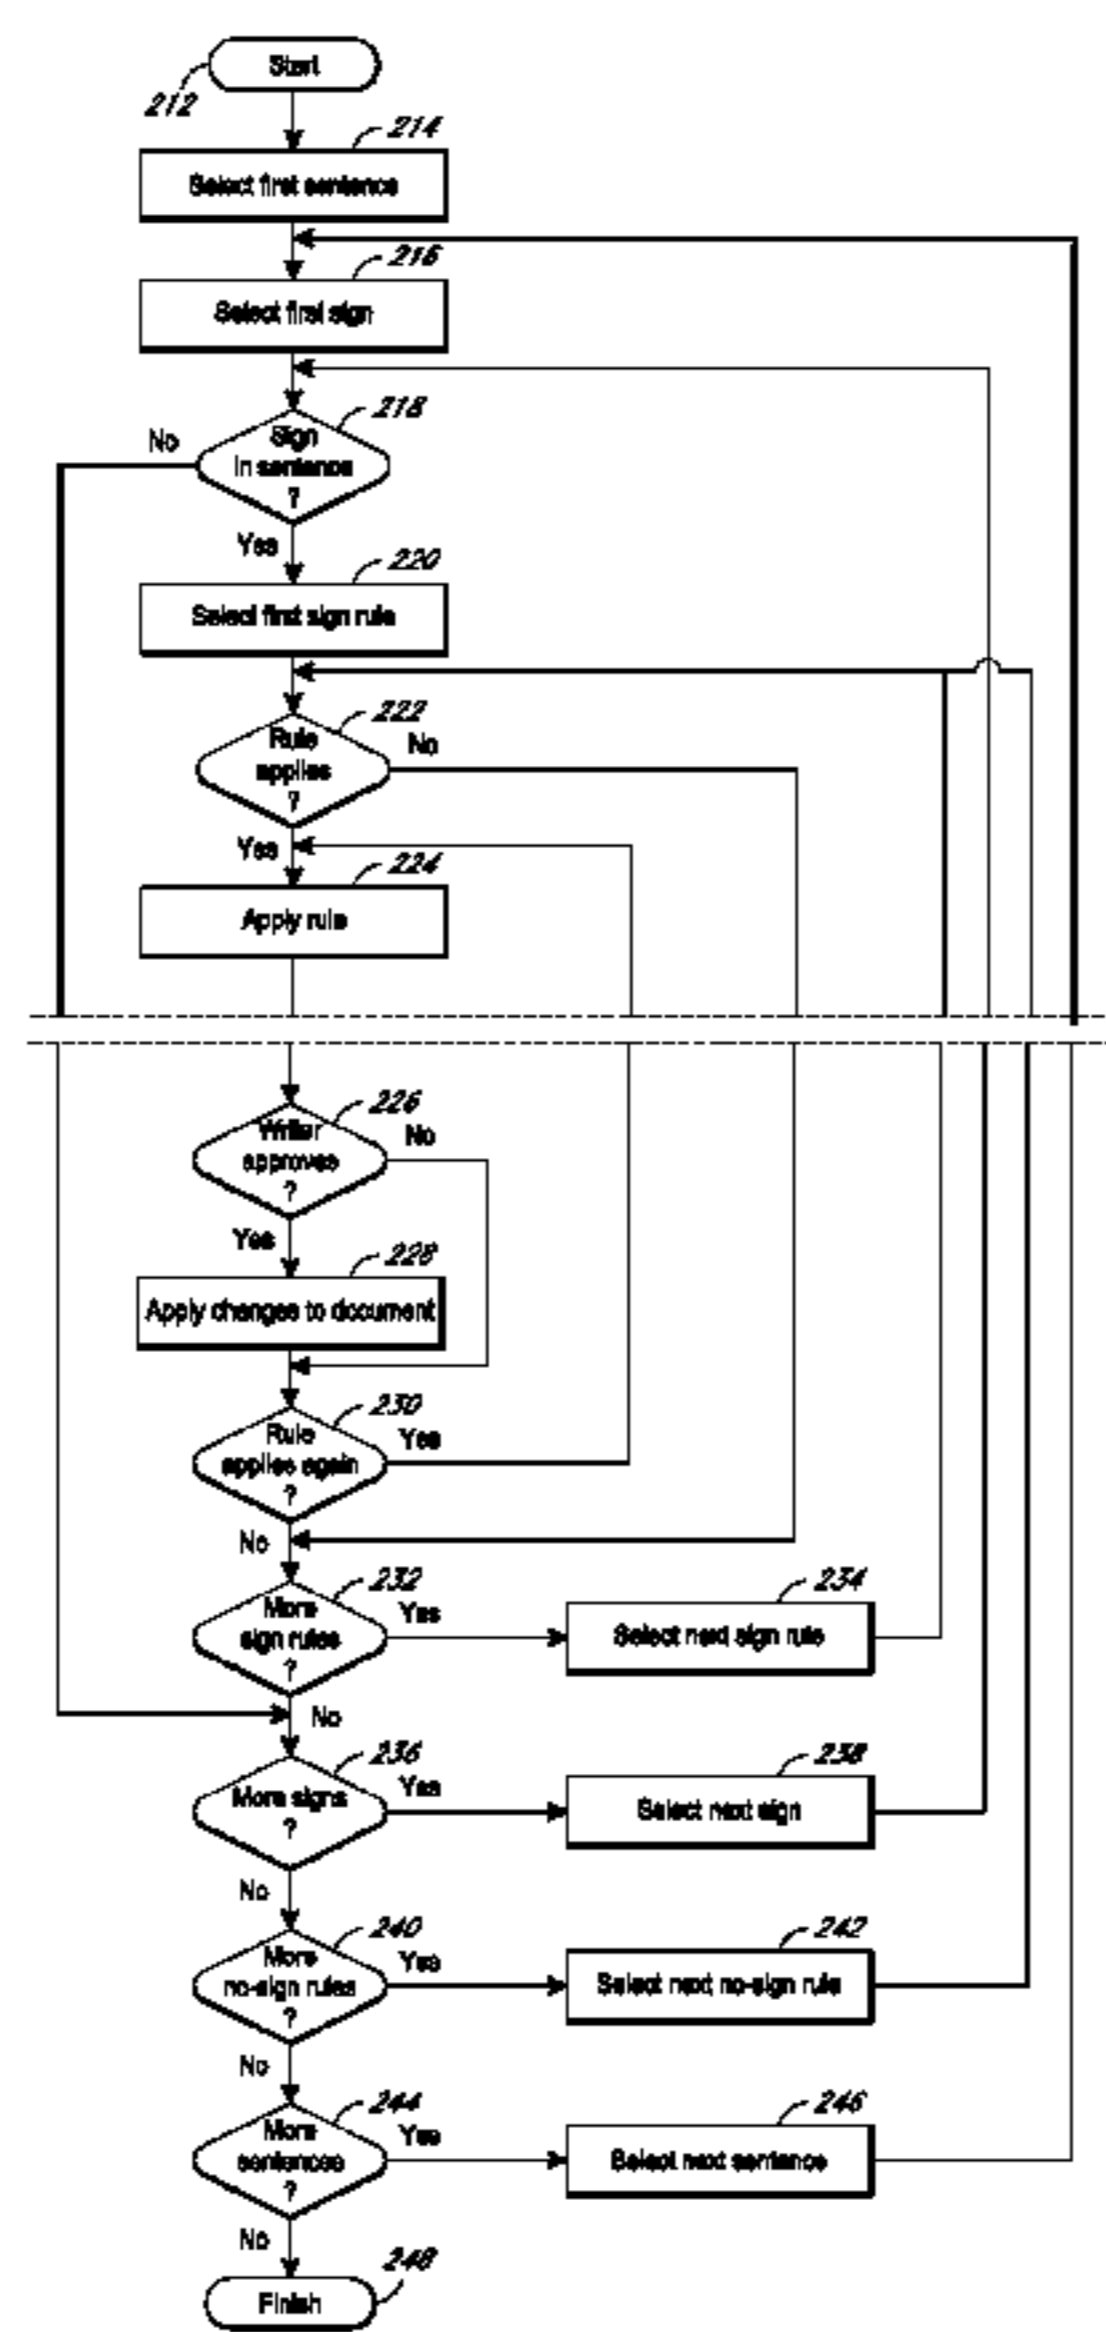 Start
212
214
Select first sentence
216
Select first sign
218
No
Sign
in sentence
?
Yes
220
Select first sign rule
222
Rule
applies
?
No
Yes
224
Apply rule
226
Writer
approves
?
No
Yes
228
Apply changes to document
230
Rule
applies again
?
Yes
No
232
More
sign rules
?
Yes
234
Select next sign rule
No
236
More signs
?
Yes
238
Select next sign
No
240
More
no-sign rules
?
Yes
242
Select next no-sign rule
No
244
More
sentences
?
Yes
246
Select next sentence
No
248
Finish